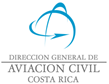 DIRECCION GENERAL DE
AVIACION CIVIL
COSTA RICA